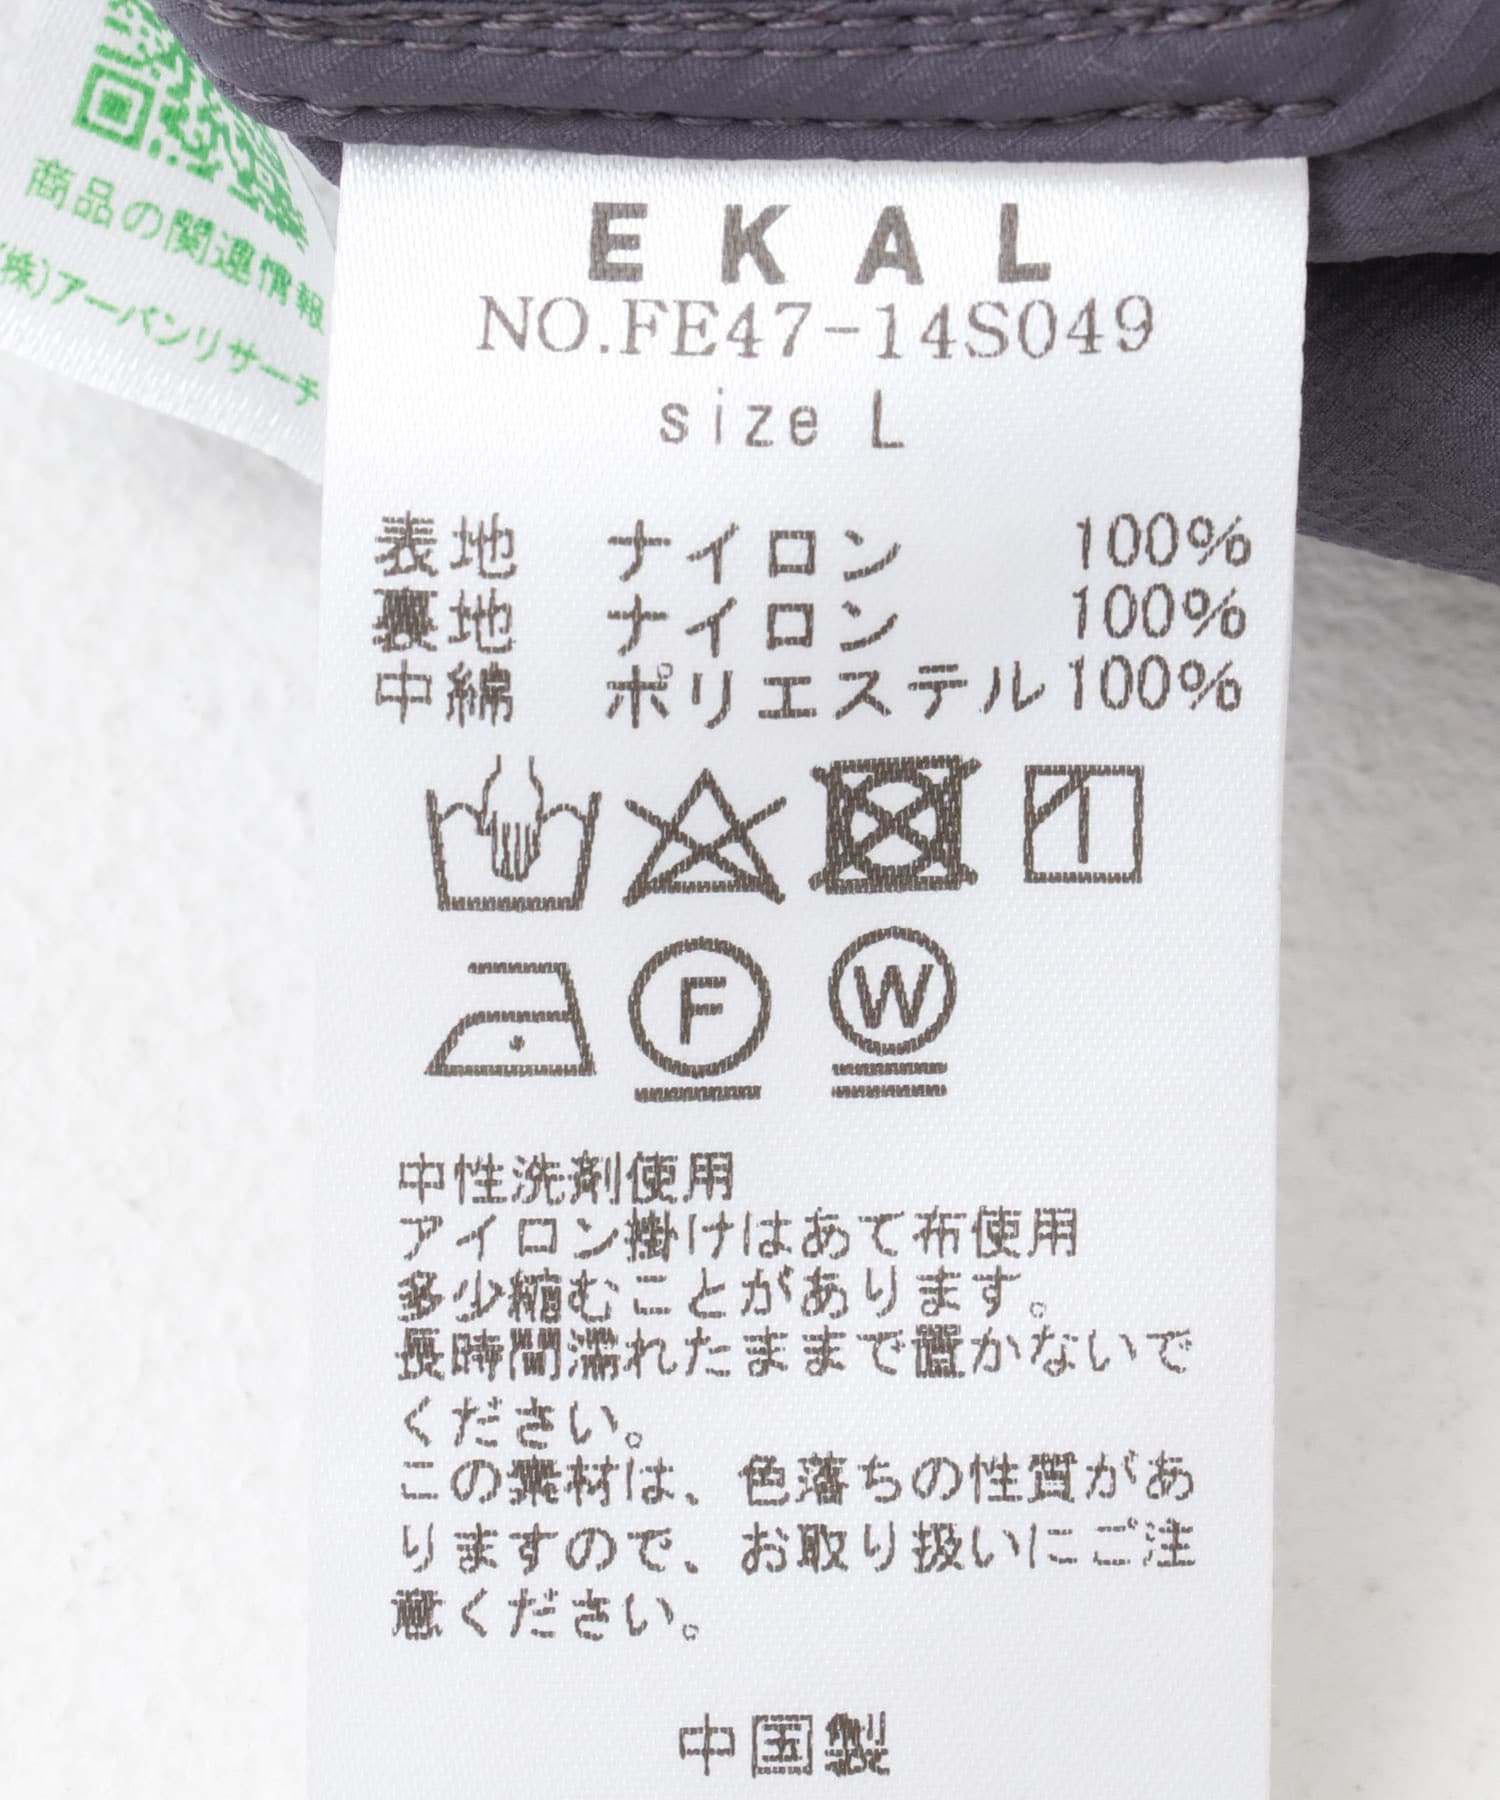 商品の関連情報
(株)アーバンリサーチ
EKAL
NO.FE47-14S049
size L
表地 ナイロン 100%
裏地 ナイロン 100%
中綿 ポリエステル 100%
F
W
中性洗剤使用
アイロン掛けはあて布使用
多少縮むことがあります。
長時間濡れたままで置かないで
ください。
この素材は、色落ちの性質があ
りますので、お取り扱いにご注
意ください。
中国製